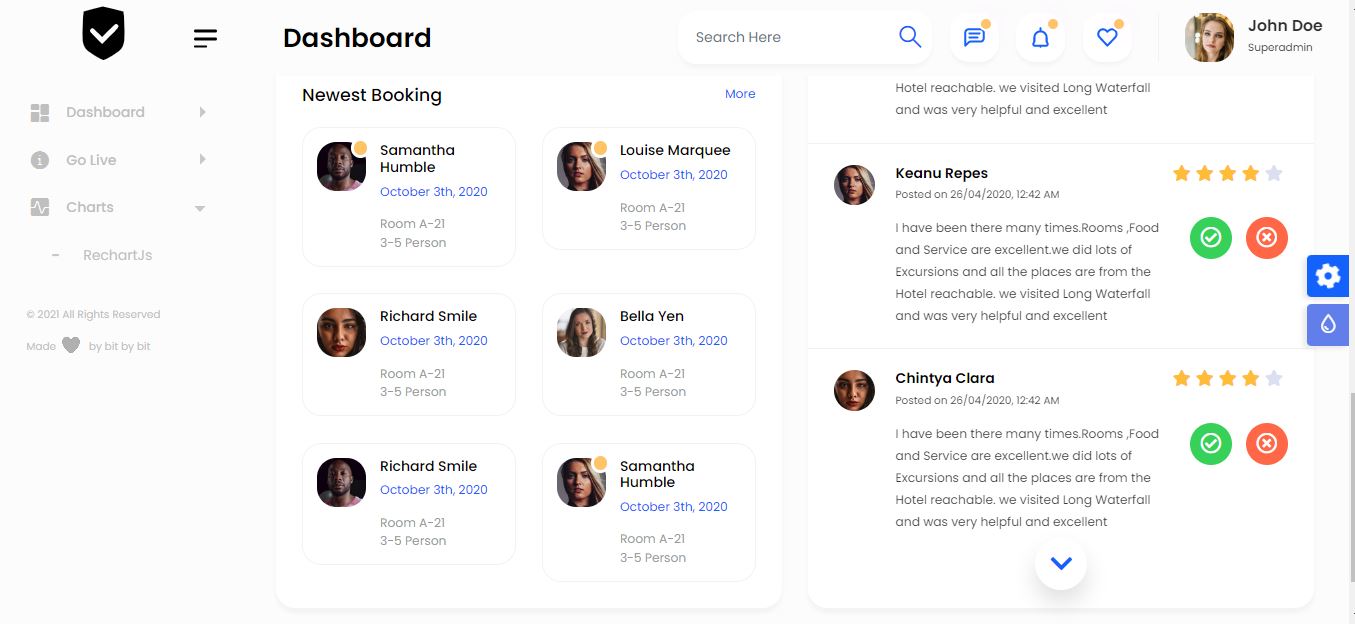 Dashboard
Search Here
John Doe
Superadmin
Dashboard
Go Live
Charts
RechartJs
© 2021 All Rights Reserved
Made
by bit by bit
Newest Booking
More
Samantha
Humble
October 3th, 2020
Room A-21
3-5 Person
Louise Marquee
October 3th, 2020
Room A-21
3-5 Person
Richard Smile
October 3th, 2020
Room A-21
3-5 Person
Bella Yen
October 3th, 2020
Room A-21
3-5 Person
Richard Smile
October 3th, 2020
Room A-21
3-5 Person
Samantha
Humble
October 3th, 2020
Room A-21
3-5 Person
Hotel reachable. we visited Long Waterfall
and was very helpful and excellent
Keanu Repes
Posted on 26/04/2020, 12:42 AM
I have been there many times.Rooms ,Food
and Service are excellent.we did lots of
Excursions and all the places are from the
Hotel reachable. we visited Long Waterfall
and was very helpful and excellent
Chintya Clara
Posted on 26/04/2020, 12:42 AM
I have been there many times.Rooms ,Food
and Service are excellent.we did lots of
Excursions and all the places are from the
Hotel reachable. we visited Long Waterfall
and was very helpful and excellent